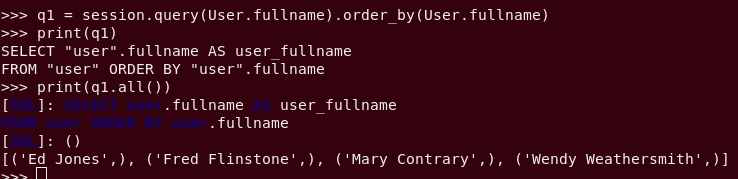 >>> q1 = session.query(User.fullname).order_by(User.fullname)
>>> print(q1)
SELECT "user".fullname AS user_fullname
FROM "user" ORDER BY "user".fullname
>>> print(q1.all())
[SQL]: SELECT user.fullname AS user_fullname
FROM user ORDER BY user.fullname
[SQL]: ()
[('Ed Jones',), ('Fred Flinstone',), ('Mary Contrary',), ('Wendy Weathersmith',)]
>>>